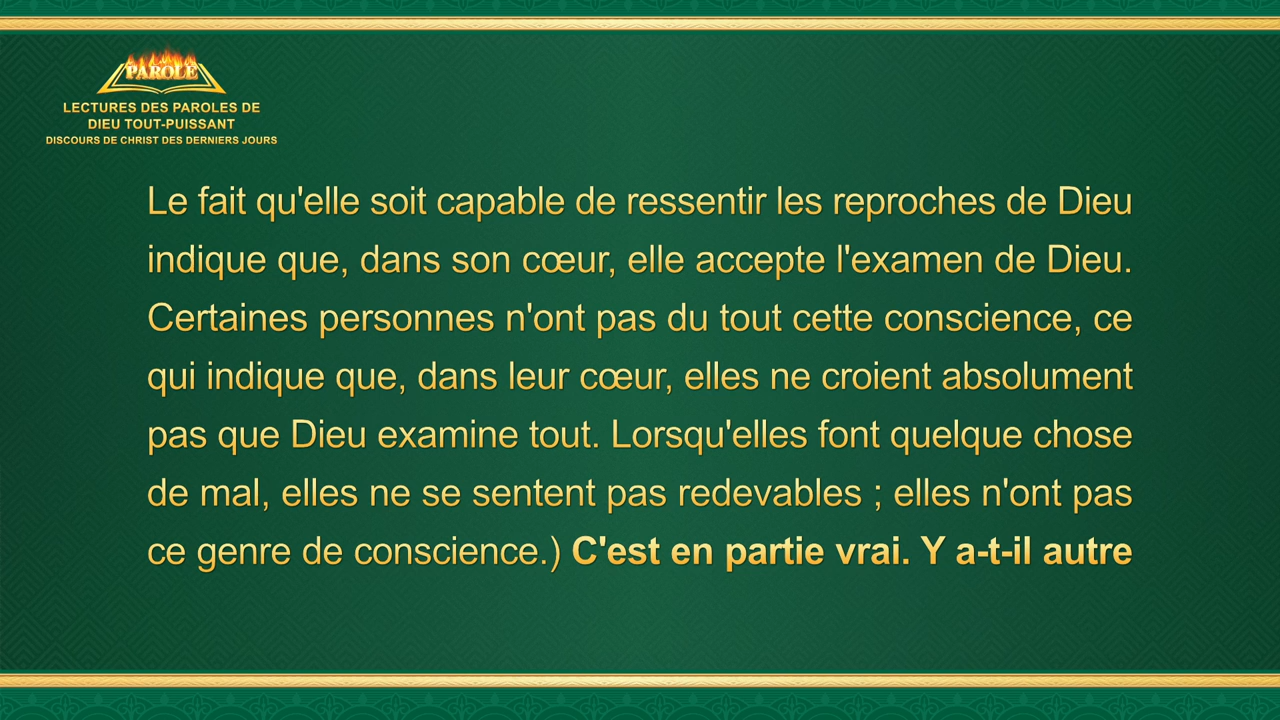 PAROLE
LECTURES DES PAROLES DE
DIEU TOUT-PUISSANT
DISCOURS DE CHRIST DES DERNIERS JOURS
Le fait qu'elle soit capable de ressentir les reproches de Dieu
indique que, dans son cœur, elle accepte l'examen de Dieu.
Certaines personnes n'ont pas du tout cette conscience, ce
qui indique que, dans leur cœur, elles ne croient absolument
pas que Dieu examine tout. Lorsqu'elles font quelque chose
de mal, elles ne se sentent pas redevables ; elles n'ont pas
ce genre de conscience.) C'est en partie vrai. Y a-t-il autre